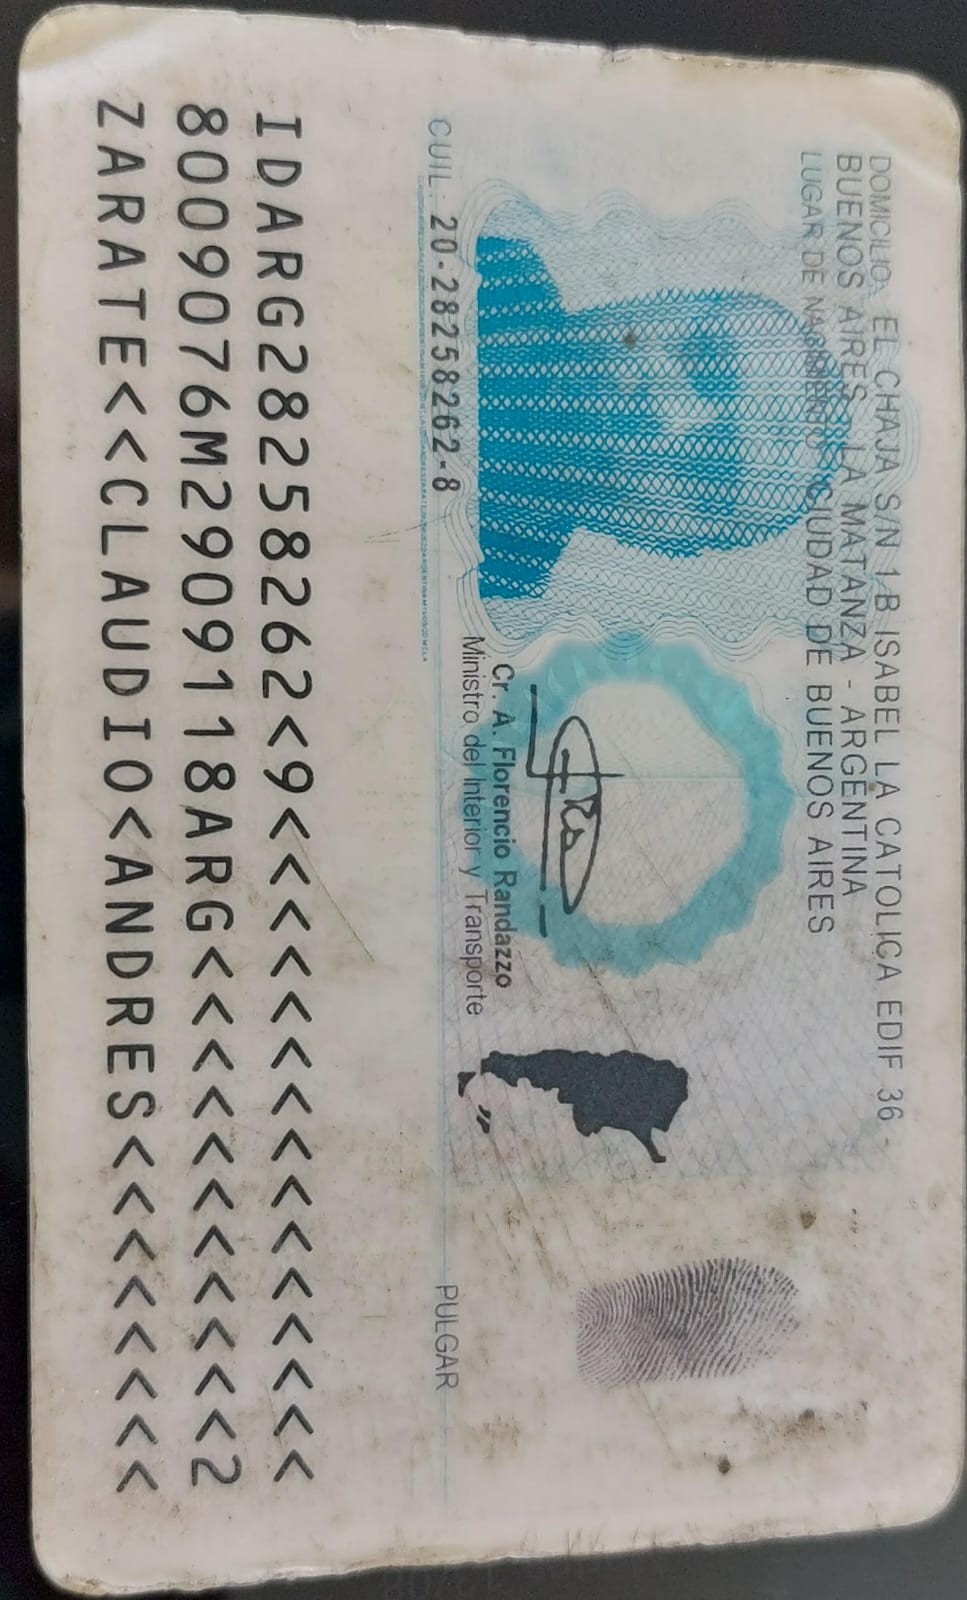 DOMICILIO: EL CHAJA S/N 1-B ISABEL LA CATOLICA EDIF 36 -
BUENOS AIRES - LA MATANZA - ARGENTINA
LUGAR DE NACIMIENTO: CIUDAD DE BUENOS AIRES
Cr. A. Florencio Randazzo
Ministro del Interior y Transporte
CUIL: 20-28258262-8
PULGAR
IDARG28258262<9<<<<<<<<<<<<<<<
8009076M2909118ARG<<<<<<<<<<<2
ZARATE<<CLAUDIO<ANDRES<<<<<<<<